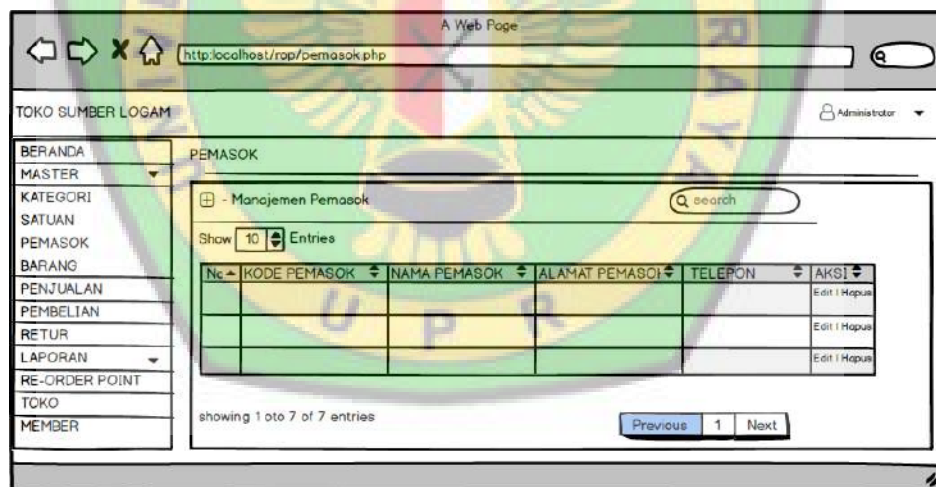 A Web Page
http:localhost/rop/pemasok.php
TOKO SUMBER LOGAM
Administrator
BERANDA
MASTER
KATEGORI
SATUAN
PEMASOK
BARANG
PENJUALAN
PEMBELIAN
RETUR
LAPORAN
RE-ORDER POINT
TOKO
MEMBER
PEMASOK
- Manajemen Pemasok
search
Show 10 Entries
No KODE PEMASOK NAMA PEMASOK ALAMAT PEMASOK TELEPON AKSI
Edit | Hapus
Edit | Hapus
Edit | Hapus
showing 1 oto 7 of 7 entries
Previous 1 Next
U P R
RAYA